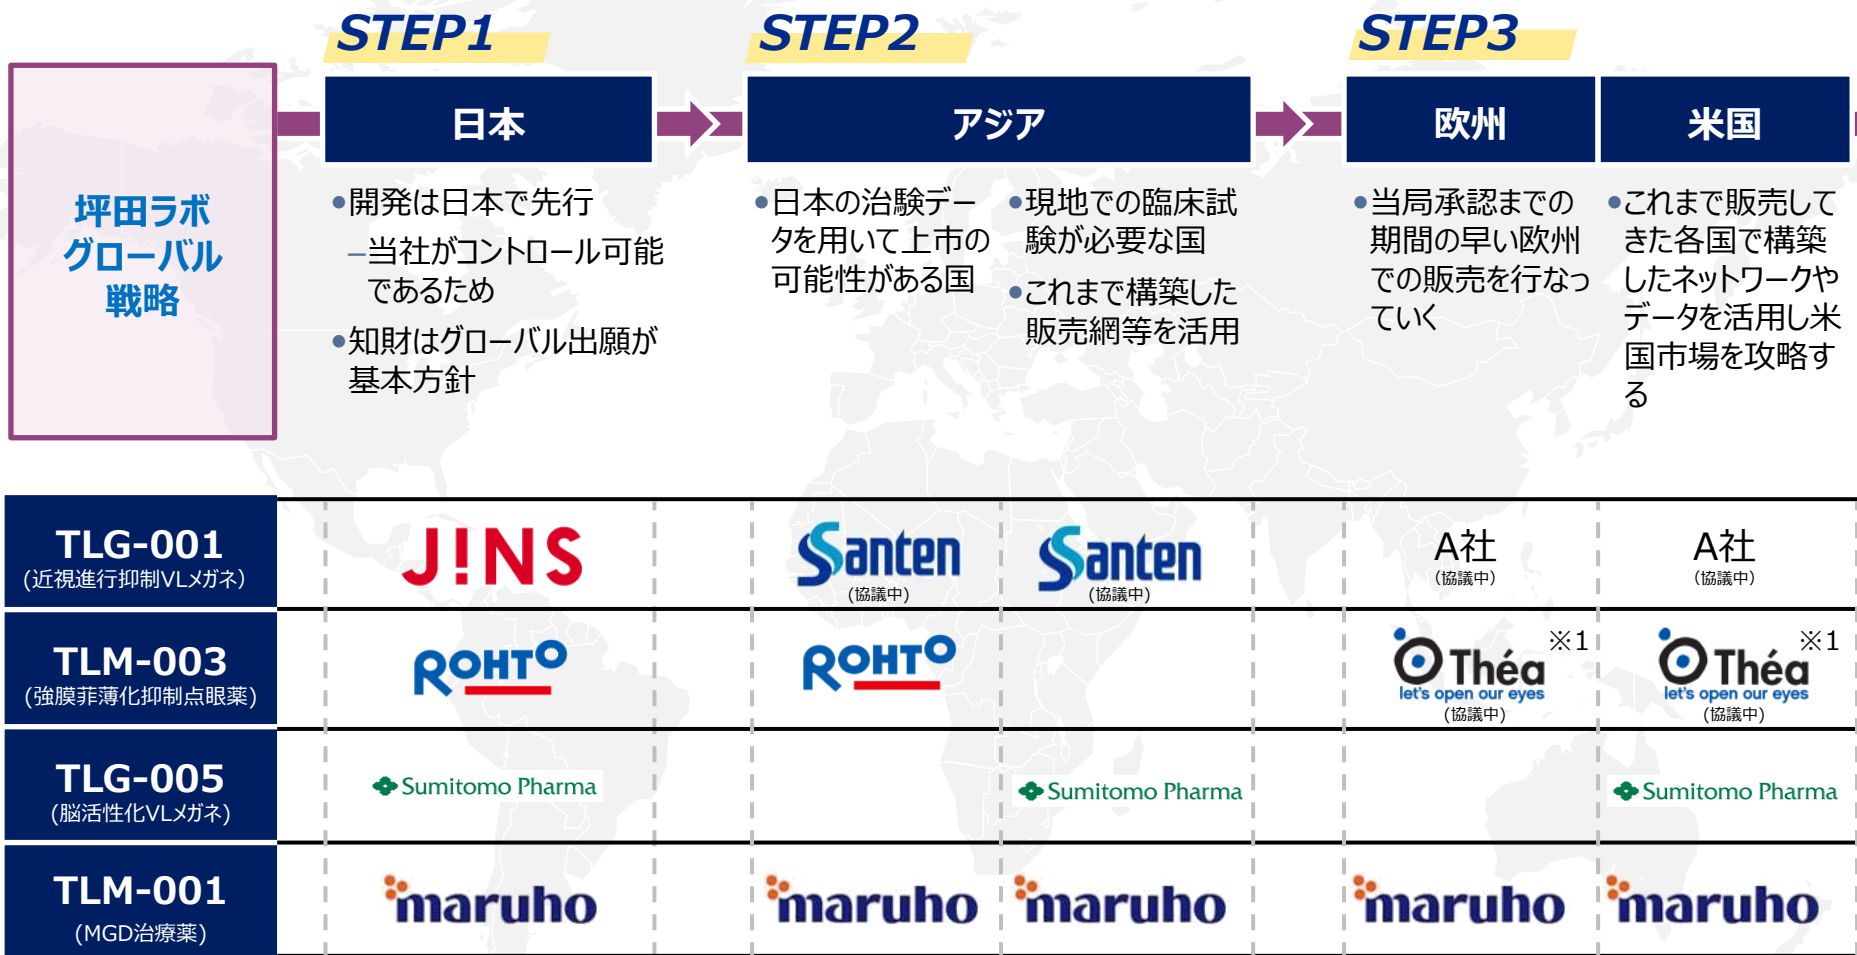 STEP1
STEP2
STEP3
坪田ラボ
グローバル
戦略
日本
アジア
欧州
米国
•開発は日本で先行
–当社がコントロール可能
であるため
•知財はグローバル出願が
基本方針
•日本の治験デー
タを用いて上市の
可能性がある国
•現地での臨床試
験が必要な国
•これまで構築した
販売網等を活用
•当局承認までの
期間の早い欧州
での販売を行なっ
ていく
•これまで販売して
きた各国で構築
したネットワークや
データを活用し米
国市場を攻略す
る
TLG-001
(近視進行抑制VLメガネ)
J!NS
Santen
(協議中)
Santen
(協議中)
A社
(協議中)
A社
(協議中)
TLM-003
(強膜菲薄化抑制点眼薬)
ROHTO
ROHTO
Théa
※1
let's open our eyes
(協議中)
Théa
※1
let's open our eyes
(協議中)
TLG-005
(脳活性化VLメガネ)
Sumitomo Pharma
Sumitomo Pharma
Sumitomo Pharma
TLM-001
(MGD治療薬)
maruho
maruho
maruho
maruho
maruho